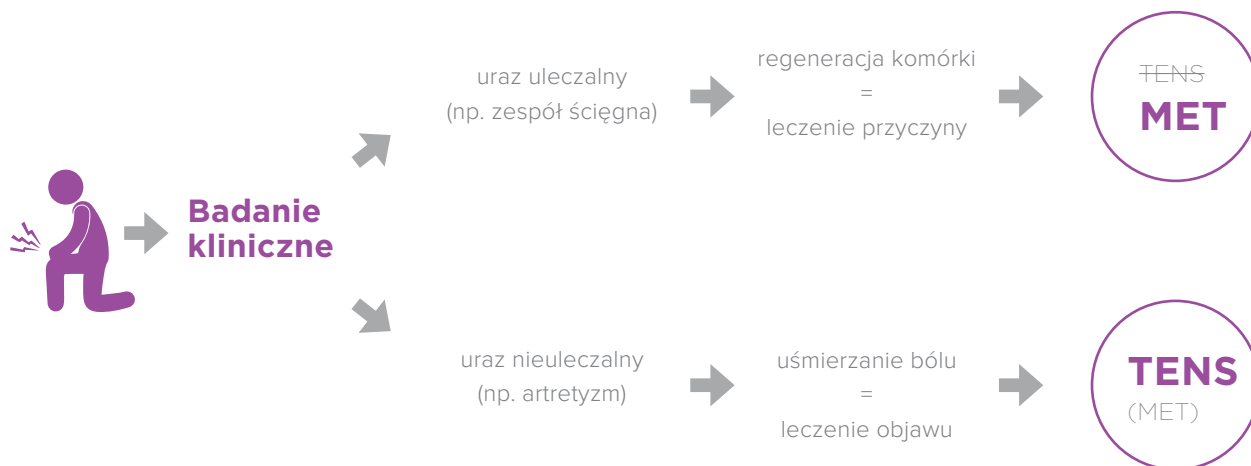 Badanie
kliniczne
uraz uleczalny
(np. zespół ścięgna)
regeneracja komórki
=
leczenie przyczyny
TENS
MET
uraz nieuleczalny
(np. artretyzm)
uśmierzanie bólu
=
leczenie objawu
TENS
(MET)